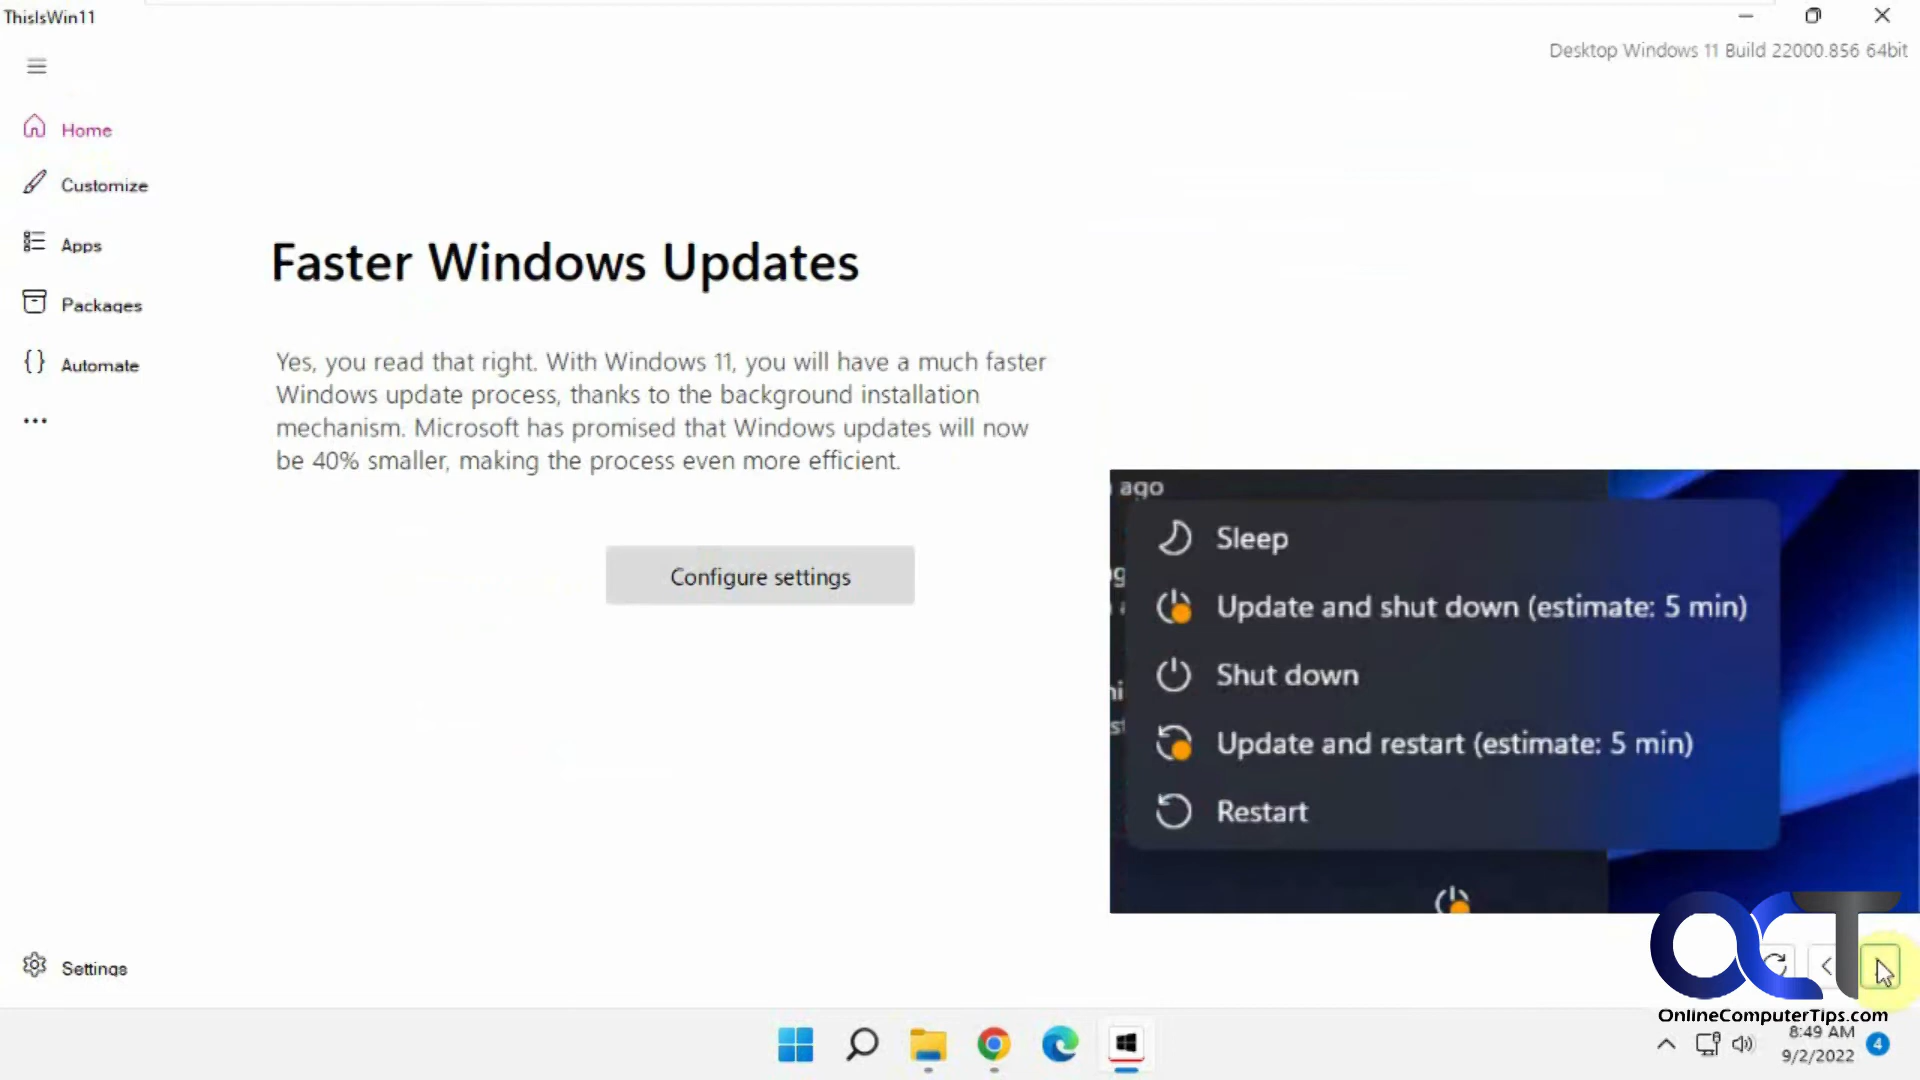 ThisIsWin11
Desktop Windows 11 Build 22000.856 64bit
Home
Customize
Apps
Packages
Automate
Settings
Faster Windows Updates
Yes, you read that right. With Windows 11, you will have a much faster
Windows update process, thanks to the background installation
mechanism. Microsoft has promised that Windows updates will now
be 40% smaller, making the process even more efficient.
Configure settings
ago
Sleep
Update and shut down (estimate: 5 min)
Shut down
Update and restart (estimate: 5 min)
Restart
OCT
OnlineComputerTips.com
8:49 AM
9/2/2022
4